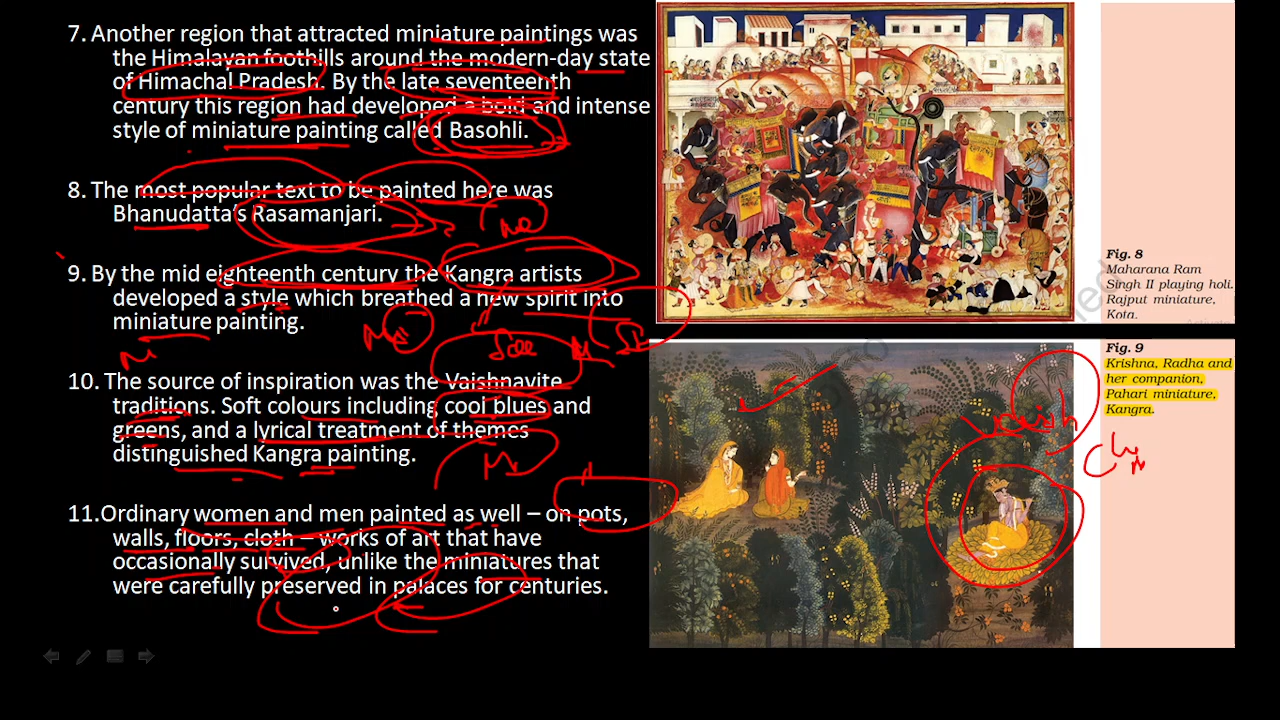 7. Another region that attracted miniature paintings was
the Himalayan foothills around the modern-day state
of Himachal Pradesh. By the late seventeenth
century this region had developed a bold and intense
style of miniature painting called Basohli.
8. The most popular text to be painted here was
Bhanudatta's Rasamanjari.
9. By the mid eighteenth century the Kangra artists
developed a style which breathed a new spirit into
miniature painting.
10. The source of inspiration was the Vaishnavite
traditions. Soft colours including cool blues and
greens, and a lyrical treatment of themes
distinguished Kangra painting.
11.Ordinary women and men painted as well – on pots,
walls, floors, cloth – works of art that have
occasionally survived, unlike the miniatures that
were carefully preserved in palaces for centuries.
Fig. 8
Maharana Ram
Singh II playing holi.
Rajput miniature,
Kota.
Fig. 9
Krishna, Radha and
her companion,
Pahari miniature,
Kangra.